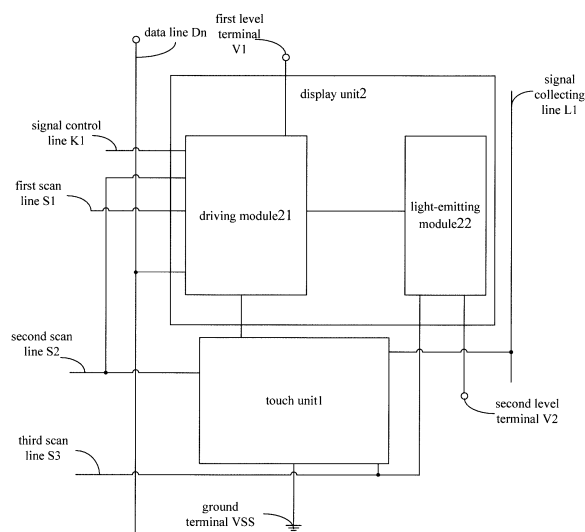 first level
terminal
V1
data line Dn
display unit2
signal
collecting
line L1
signal control
line K1
first scan
line S1
driving module21
light-emitting
module22
second scan
line S2
touch unit1
second level
terminal V2
third scan
line S3
ground
terminal VSS